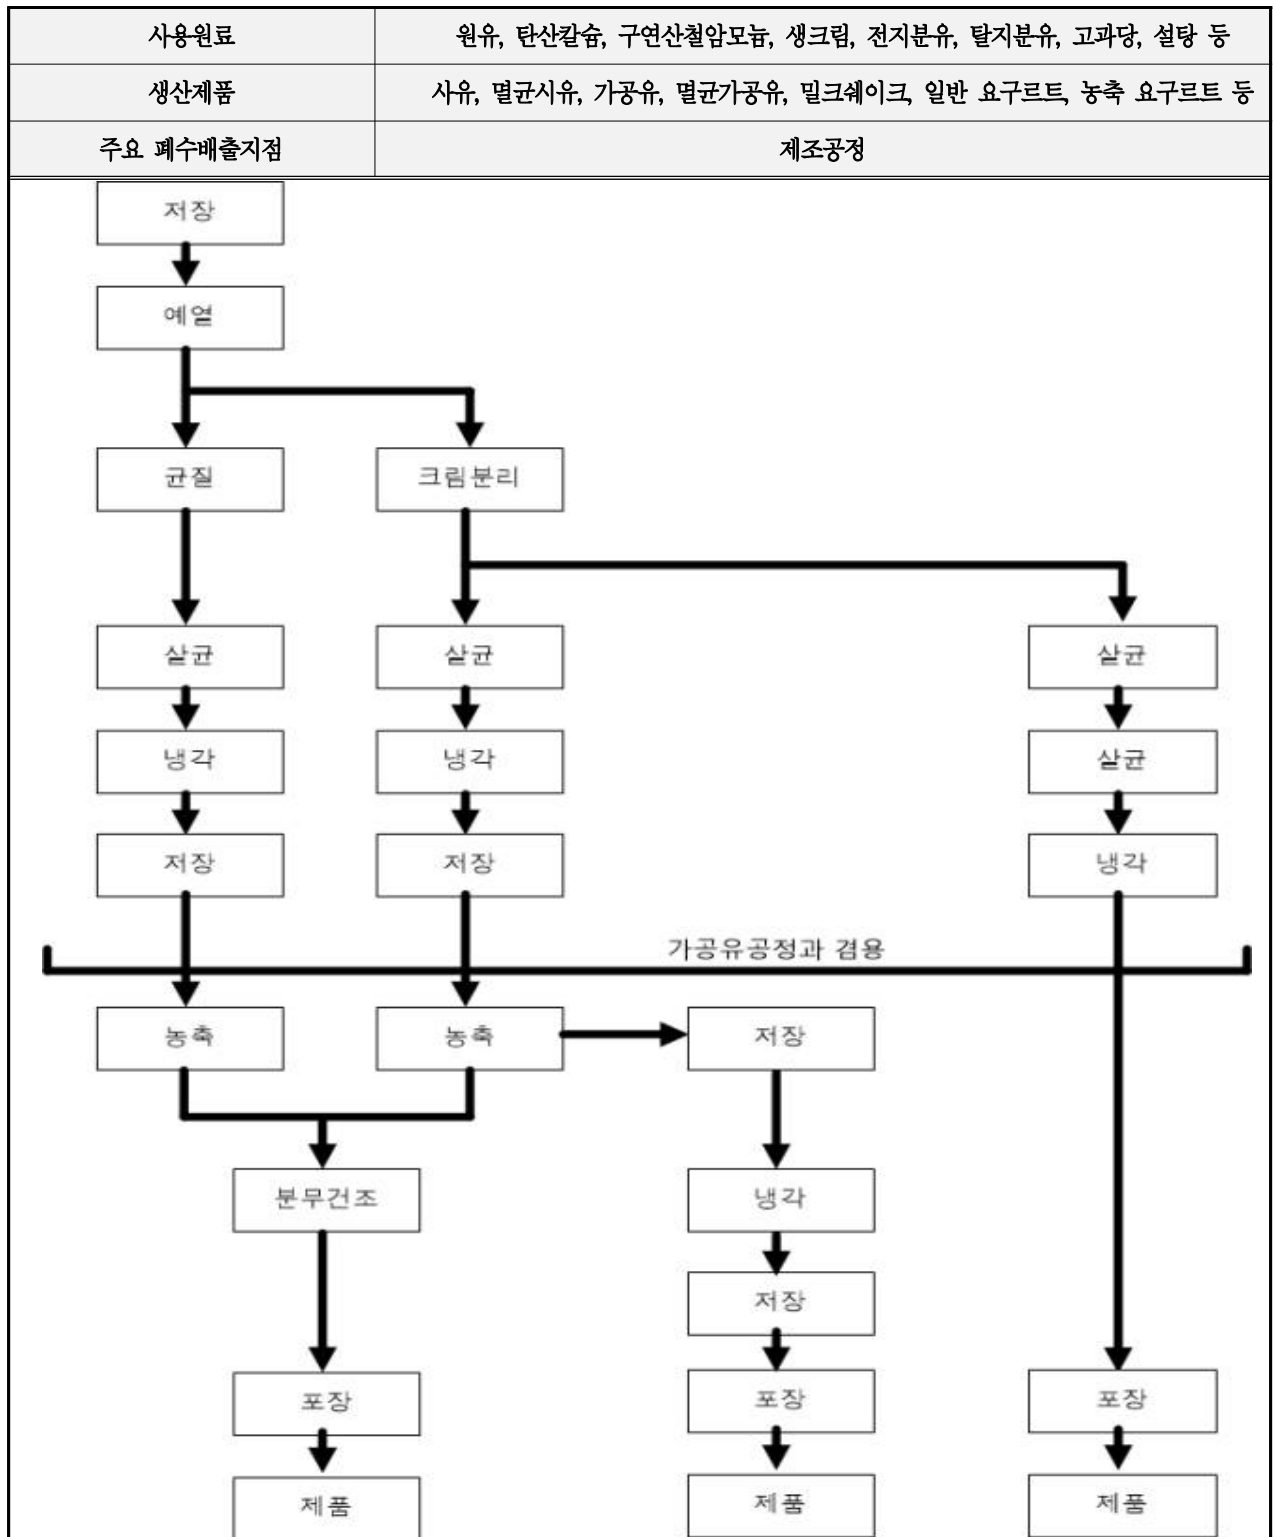 사용원료 원유, 탄산칼슘, 구연산철암모늄, 생크림, 전지분유, 탈지분유, 고과당, 설탕 등
생산제품 사유, 멸균시유, 가공유, 멸균가공유, 밀크쉐이크, 일반 요구르트, 농축 요구르트 등
주요 폐수배출지점 제조공정
저장
예열
균질 크림분리
살균 살균 살균
냉각 냉각 살균
저장 저장 냉각
가공유공정과 겸용
농축 농축 저장
분무건조 냉각
저장
포장 포장 포장
제품 제품 제품